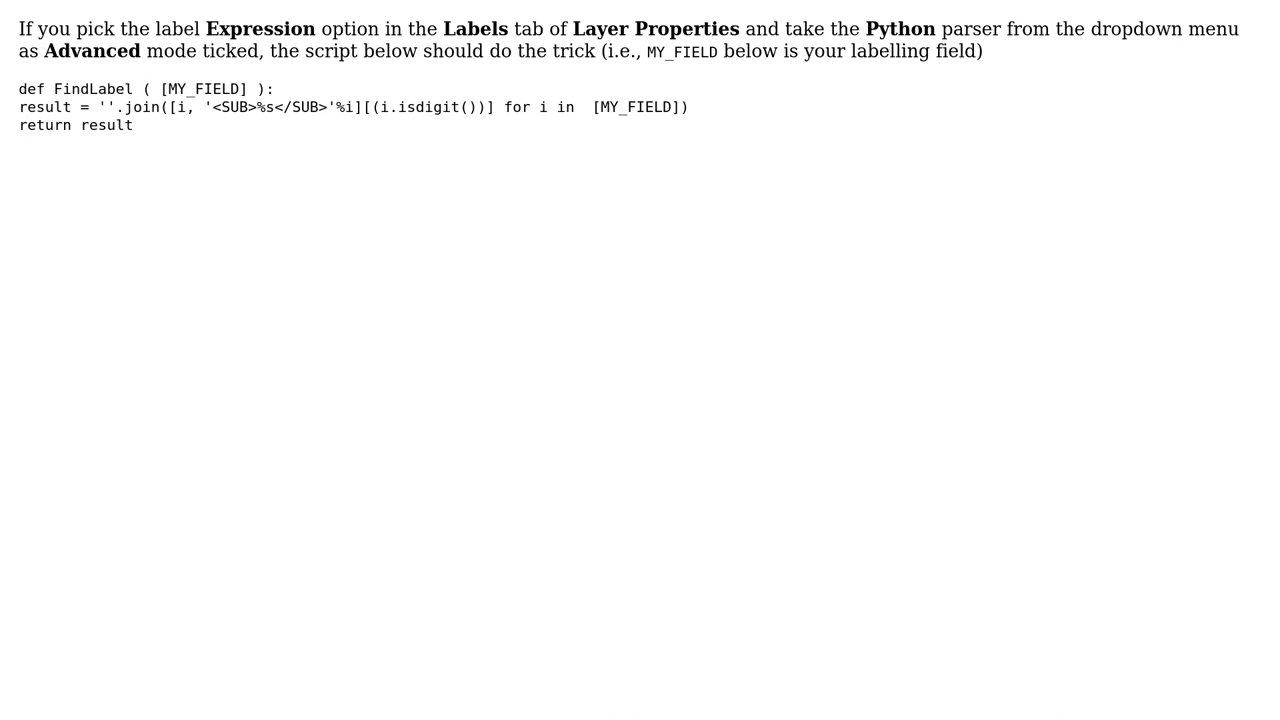 If you pick the label Expression option in the Labels tab of Layer Properties and take the Python parser from the dropdown menu
as Advanced mode ticked, the script below should do the trick (i.e., MY_FIELD below is your labelling field)
def FindLabel ( [MY_FIELD] ):
result = ''.join([i, '<SUB>%s</SUB>'%i][(i.isdigit())] for i in  [MY_FIELD])
return result